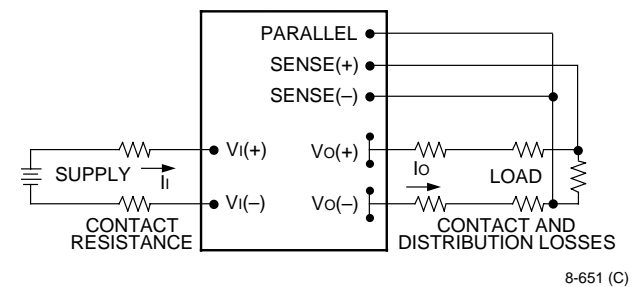 PARALLEL
SENSE(+)
SENSE(–)
VI(+)
VO(+)
SUPPLY
II
IO
LOAD
VI(–)
VO(–)
CONTACT
RESISTANCE
CONTACT AND
DISTRIBUTION LOSSES
8-651 (C)